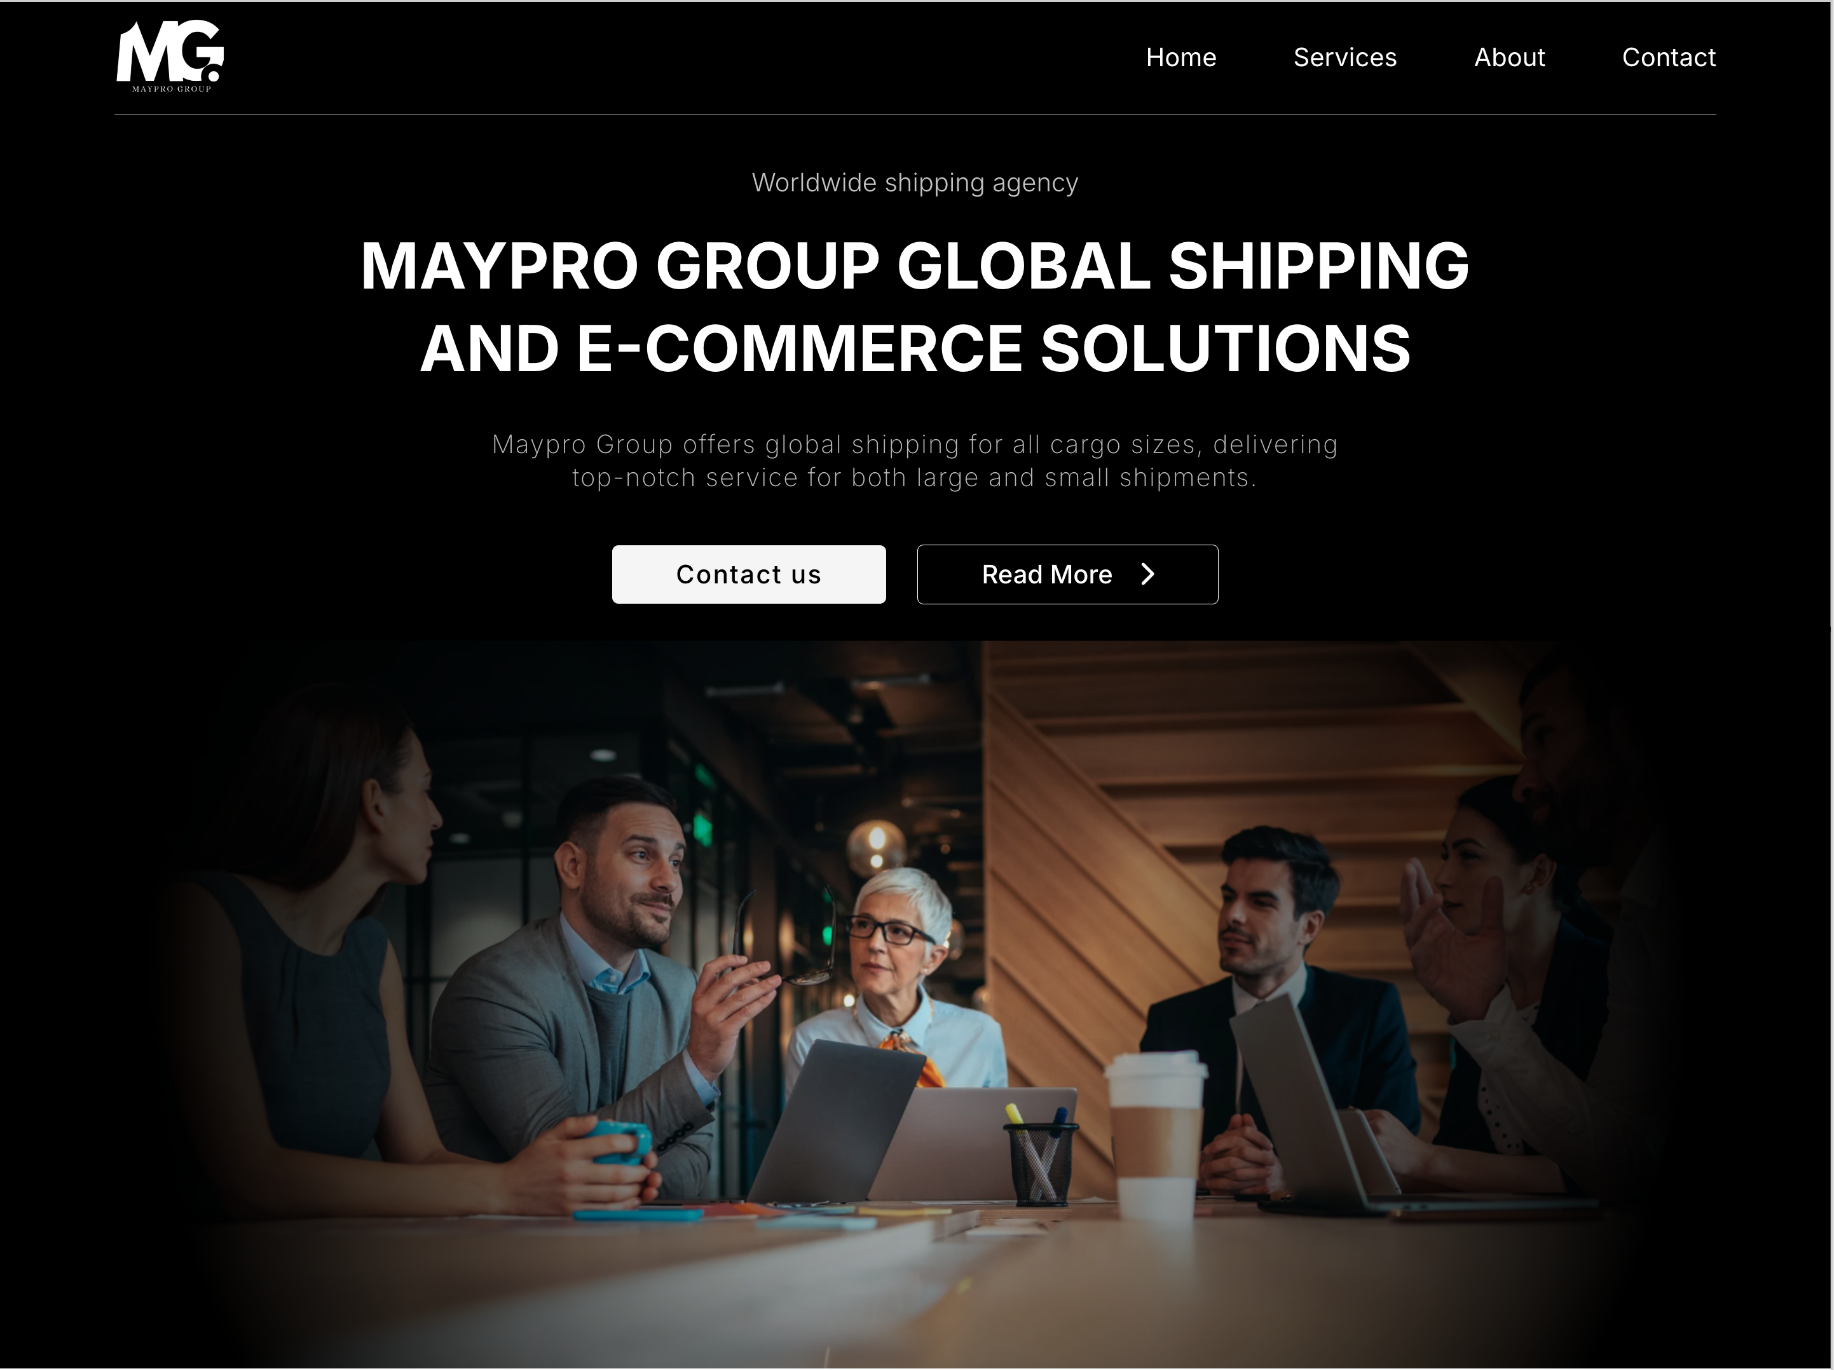 MG
MAYPRO GROUP
Home Services About Contact
Worldwide shipping agency
MAYPRO GROUP GLOBAL SHIPPING
AND E-COMMERCE SOLUTIONS
Maypro Group offers global shipping for all cargo sizes, delivering
top-notch service for both large and small shipments.
Contact us Read More